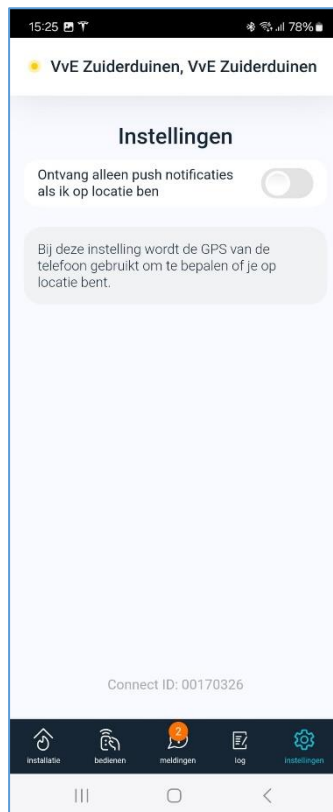 15:25 78%
VvE Zuiderduinen, VvE Zuiderduinen
Instellingen
Ontvang alleen push notificaties
als ik op locatie ben
Bij deze instelling wordt de GPS van de
telefoon gebruikt om te bepalen of je op
locatie bent.
Connect ID: 00170326
2
installatie bedienen meldingen log instellingen